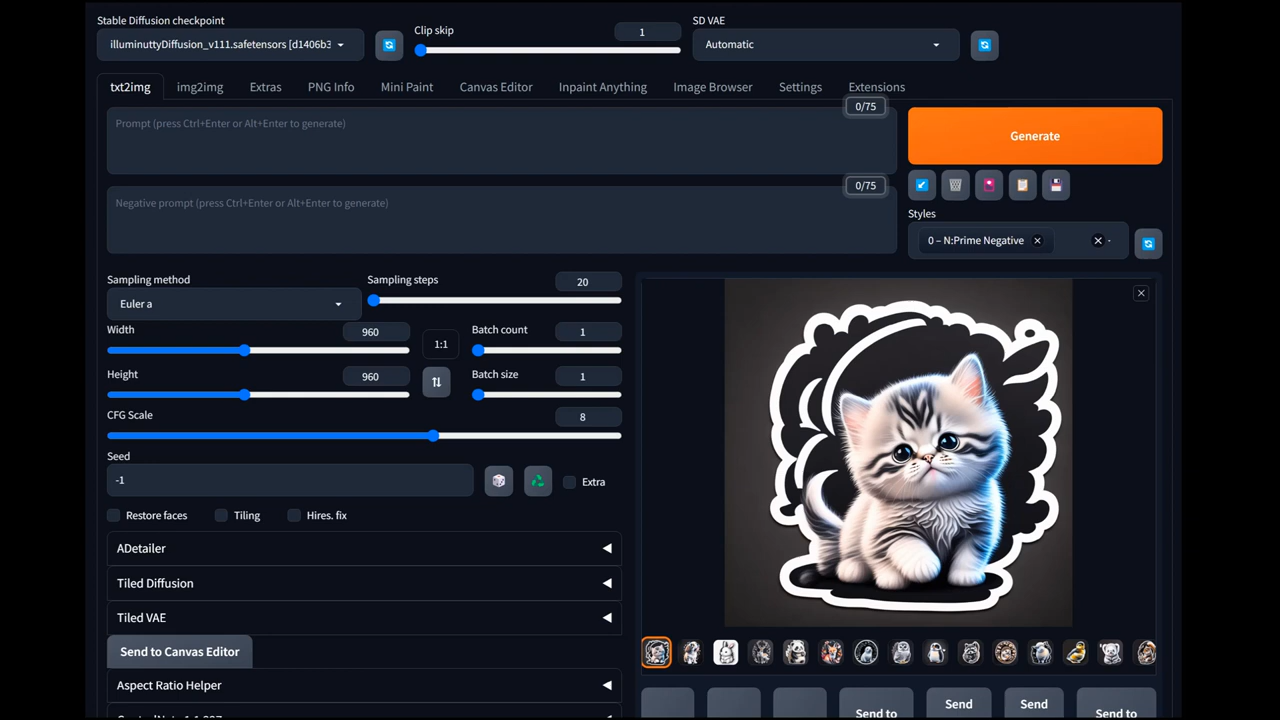 Stable Diffusion checkpoint
illuminuttyDiffusion_v111.safetensors [d1406b3
Clip skip
1
SD VAE
Automatic
txt2img
img2img
Extras
PNG Info
Mini Paint
Canvas Editor
Inpaint Anything
Image Browser
Settings
Extensions
0/75
Prompt (press Ctrl+Enter or Alt+Enter to generate)
Generate
0/75
Negative prompt (press Ctrl+Enter or Alt+Enter to generate)
Styles
0 – N:Prime Negative
Sampling method
Euler a
Sampling steps
20
Width
960
1:1
Batch count
1
Height
960
Batch size
1
CFG Scale
8
Seed
-1
Extra
Restore faces
Tiling
Hires. fix
ADetailer
Tiled Diffusion
Tiled VAE
Send to Canvas Editor
Aspect Ratio Helper
Send to
Send
Send
Send to